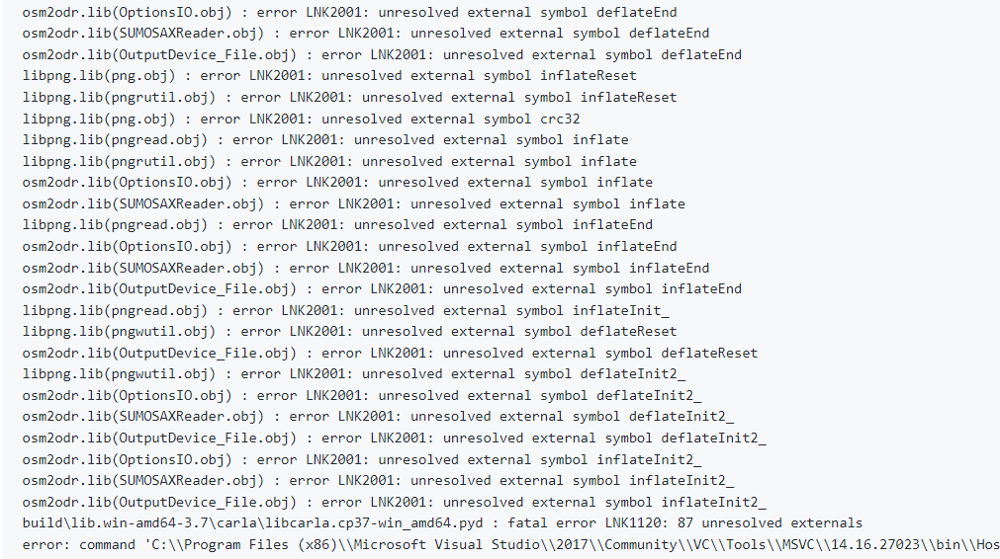 osm2odr.lib(OptionsIO.obj) : error LNK2001: unresolved external symbol deflateEnd
osm2odr.lib(SUMOSAXReader.obj) : error LNK2001: unresolved external symbol deflateEnd
osm2odr.lib(OutputDevice_File.obj) : error LNK2001: unresolved external symbol deflateEnd
libpng.lib(png.obj) : error LNK2001: unresolved external symbol inflateReset
libpng.lib(pngrutil.obj) : error LNK2001: unresolved external symbol inflateReset
libpng.lib(png.obj) : error LNK2001: unresolved external symbol crc32
libpng.lib(pngread.obj) : error LNK2001: unresolved external symbol inflate
libpng.lib(pngrutil.obj) : error LNK2001: unresolved external symbol inflate
osm2odr.lib(OptionsIO.obj) : error LNK2001: unresolved external symbol inflate
osm2odr.lib(SUMOSAXReader.obj) : error LNK2001: unresolved external symbol inflate
libpng.lib(pngread.obj) : error LNK2001: unresolved external symbol inflateEnd
osm2odr.lib(OptionsIO.obj) : error LNK2001: unresolved external symbol inflateEnd
osm2odr.lib(SUMOSAXReader.obj) : error LNK2001: unresolved external symbol inflateEnd
osm2odr.lib(OutputDevice_File.obj) : error LNK2001: unresolved external symbol inflateEnd
libpng.lib(pngread.obj) : error LNK2001: unresolved external symbol inflateInit_
libpng.lib(pngwutil.obj) : error LNK2001: unresolved external symbol deflateReset
osm2odr.lib(OutputDevice_File.obj) : error LNK2001: unresolved external symbol deflateReset
libpng.lib(pngwutil.obj) : error LNK2001: unresolved external symbol deflateInit2_
osm2odr.lib(OptionsIO.obj) : error LNK2001: unresolved external symbol deflateInit2_
osm2odr.lib(SUMOSAXReader.obj) : error LNK2001: unresolved external symbol deflateInit2_
osm2odr.lib(OutputDevice_File.obj) : error LNK2001: unresolved external symbol deflateInit2_
osm2odr.lib(OptionsIO.obj) : error LNK2001: unresolved external symbol inflateInit2_
osm2odr.lib(SUMOSAXReader.obj) : error LNK2001: unresolved external symbol inflateInit2_
osm2odr.lib(OutputDevice_File.obj) : error LNK2001: unresolved external symbol inflateInit2_
build\lib.win-amd64-3.7\carla\libcarla.cp37-win_amd64.pyd : fatal error LNK1120: 87 unresolved externals
error: command 'C:\\Program Files (x86)\\Microsoft Visual Studio\\2017\\Community\\VC\\Tools\\MSVC\\14.16.27023\\bin\\Hos